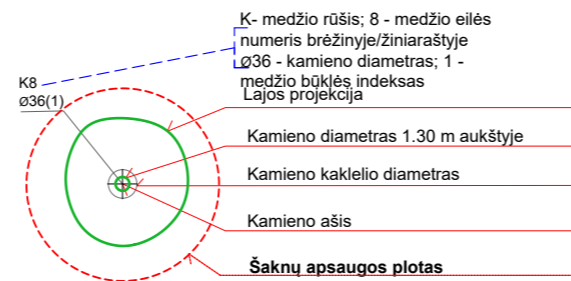 K- medžio rūšis; 8 - medžio eilės
numeris brėžinyje/žiniaraštyje
Ø36 - kamieno diametras; 1 -
medžio būklės indeksas
K8
Ø36(1)
Lajos projekcija
Kamieno diametras 1.30 m aukštyje
Kamieno kaklelio diametras
Kamieno ašis
Šaknų apsaugos plotas